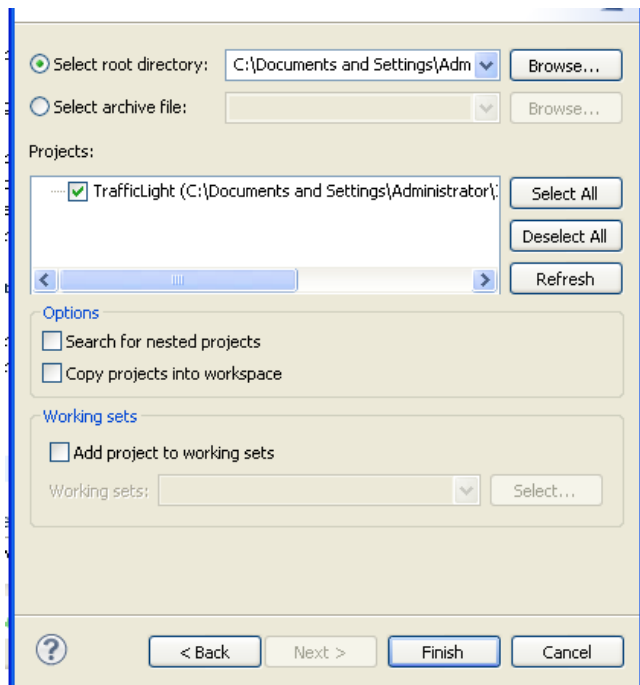 Select root directory: C:\Documents and Settings\Adm Browse...
Select archive file: Browse...
Projects:
TrafficLight (C:\Documents and Settings\Administrator\
Select All
Deselect All
Refresh
Options
Search for nested projects
Copy projects into workspace
Working sets
Add project to working sets
Working sets: Select...
? < Back Next > Finish Cancel